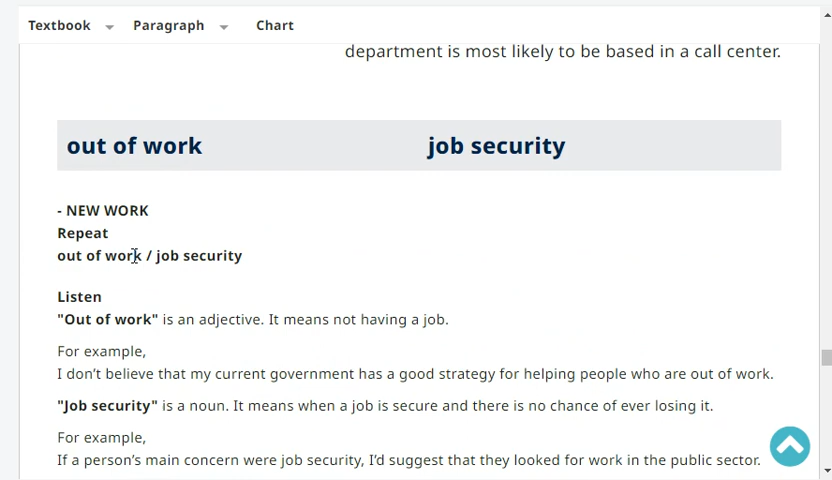 Textbook Paragraph Chart
department is most likely to be based in a call center.
out of work job security
- NEW WORK
Repeat
out of work / job security
Listen
"Out of work" is an adjective. It means not having a job.
For example,
I don’t believe that my current government has a good strategy for helping people who are out of work.
"Job security" is a noun. It means when a job is secure and there is no chance of ever losing it.
For example,
If a person’s main concern were job security, I’d suggest that they looked for work in the public sector.